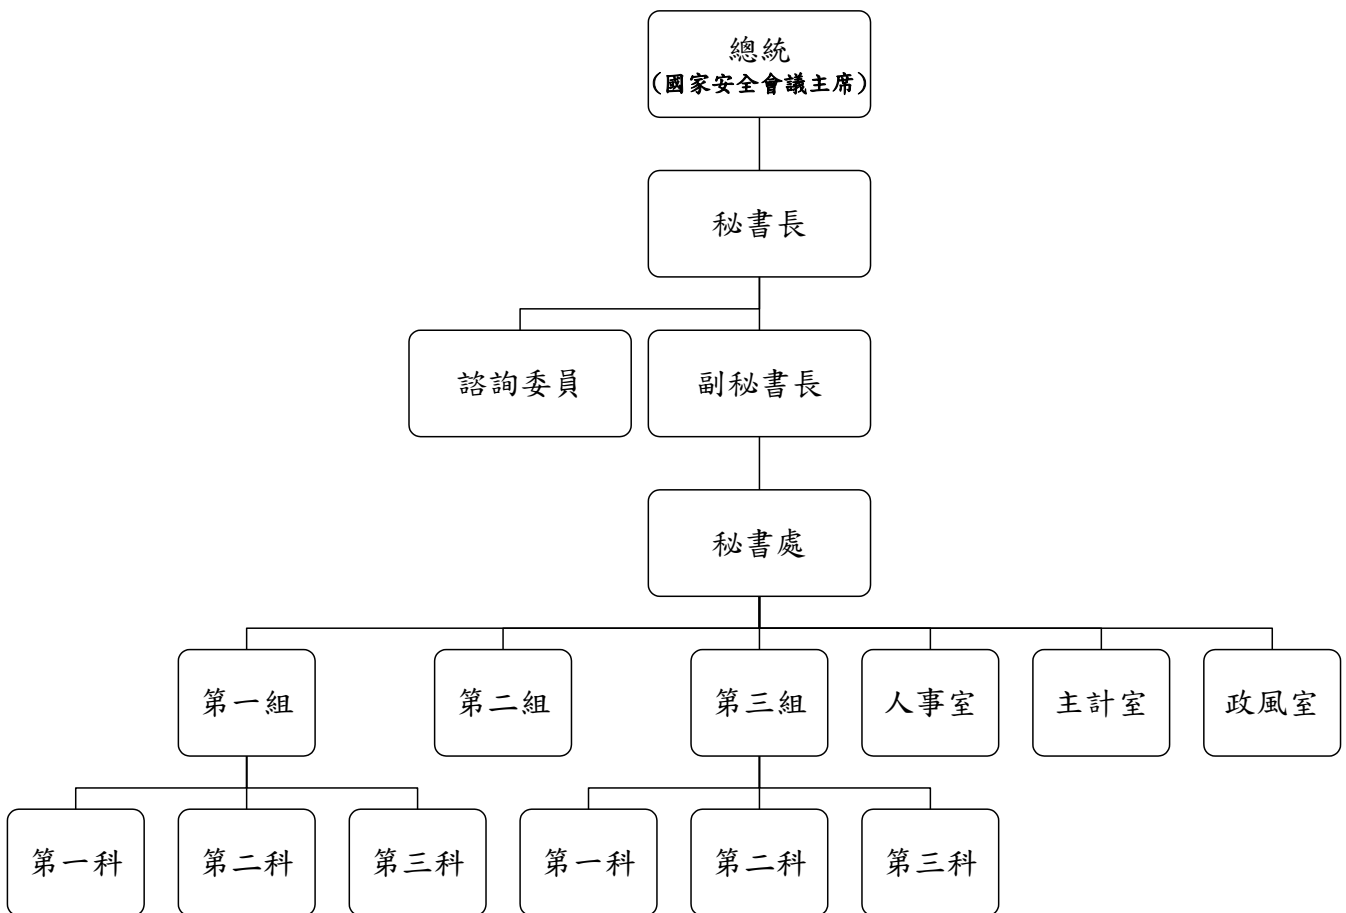 總統
(國家安全會議主席)
秘書長
諮詢委員
副秘書長
秘書處
第一組
第二組
第三組
人事室
主計室
政風室
第一科
第二科
第三科
第一科
第二科
第三科